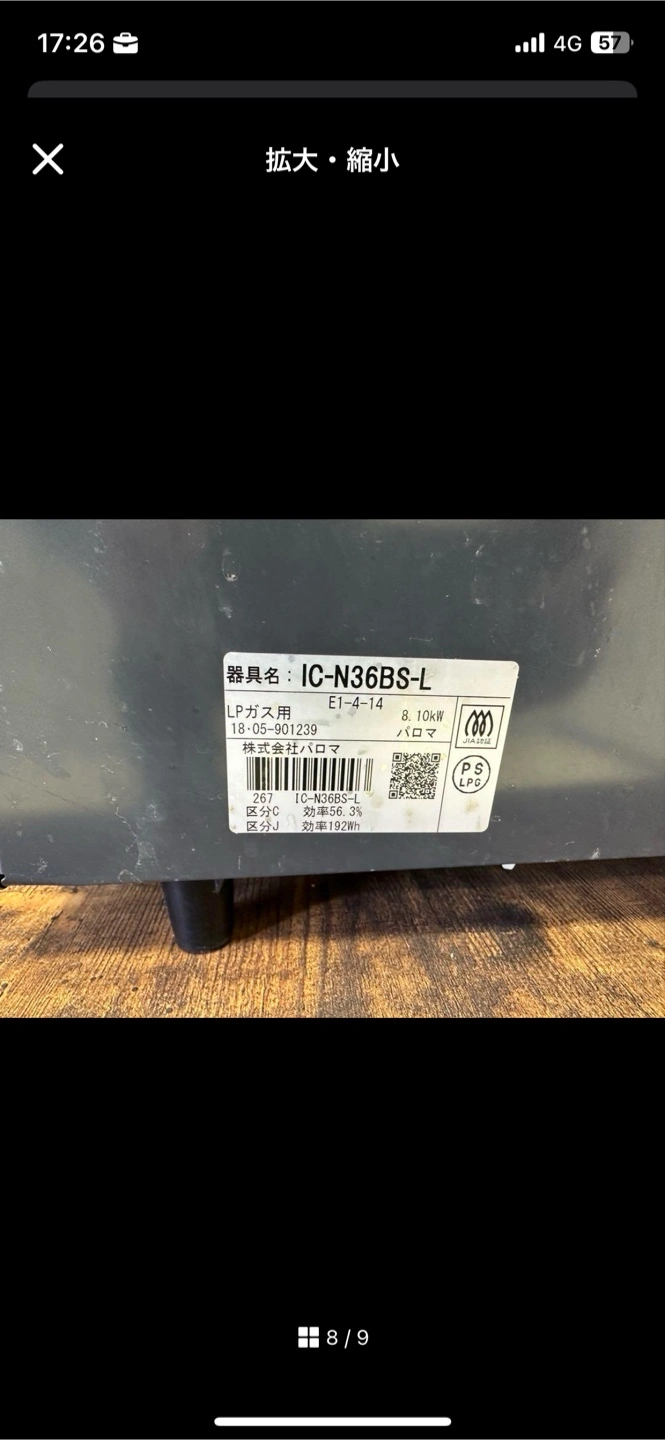 17:26
4G
57
拡大・縮小
器具名：IC-N36BS-L
E1-4-14
LPガス用
8.10kW
18･05-901239
パロマ
JIA認証
株式会社パロマ
PS
LPG
267 IC-N36BS-L
区分C 効率56.3%
区分J 効率192Wh
8 / 9